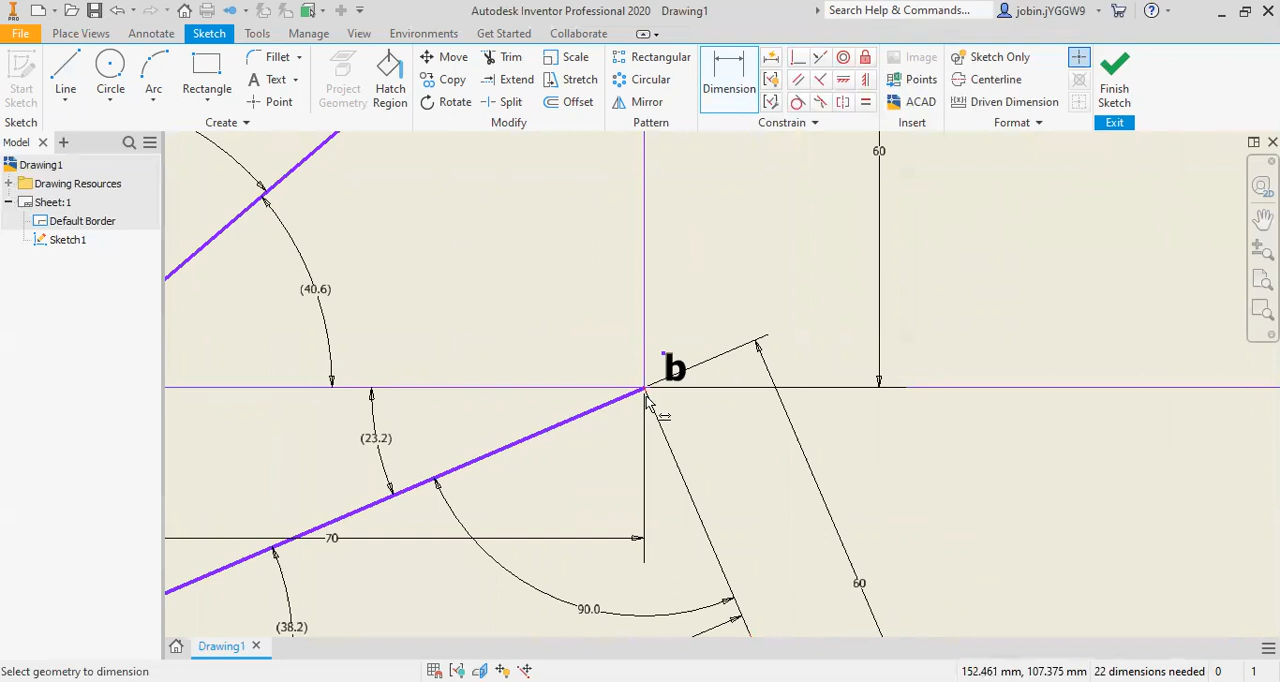 Autodesk Inventor Professional 2020 Drawing1
Search Help & Commands...
jobin.jYGGW9
PRO
File Place Views Annotate Sketch Tools Manage View Environments Get Started Collaborate
Start Sketch
Line
Circle
Arc
Rectangle
Fillet
Text
Point
Project Geometry
Hatch Region
Move
Copy
Rotate
Trim
Extend
Split
Scale
Stretch
Offset
Rectangular
Circular
Mirror
Dimension
Image
Points
ACAD
Sketch Only
Centerline
Driven Dimension
Finish Sketch
Sketch Create Modify Pattern Constrain Insert Format Exit
Model
Drawing1
Drawing Resources
Sheet:1
Default Border
Sketch1
2D
60
(40.6)
b
(23.2)
70
60
90.0
(38.2)
Drawing1
Select geometry to dimension
152.461 mm, 107.375 mm 22 dimensions needed 0 1